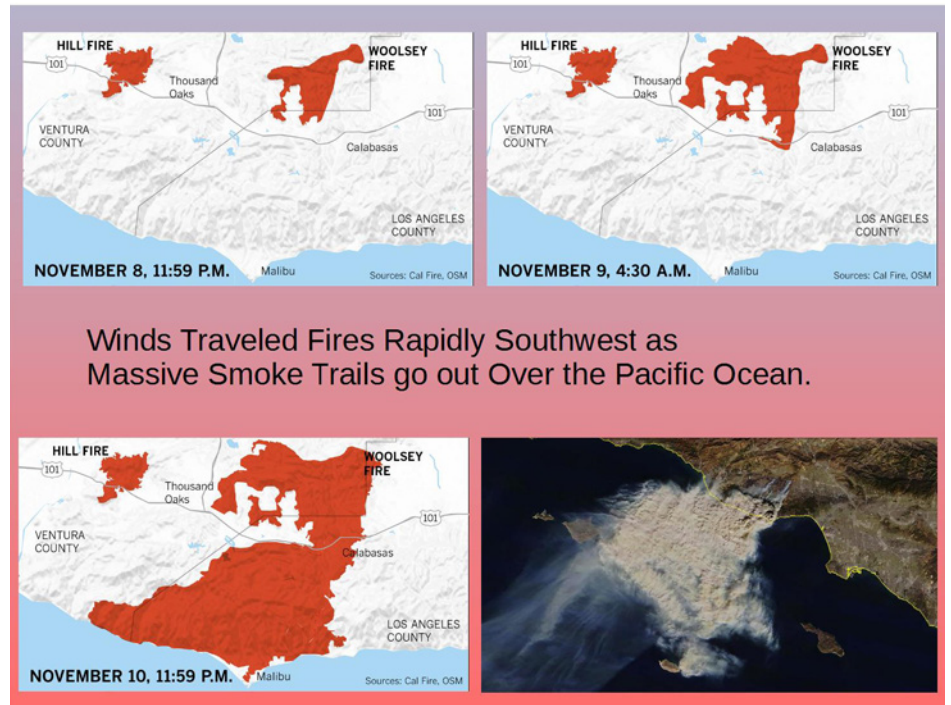 HILL FIRE
WOOLSEY
FIRE
101
Thousand
Oaks
101
VENTURA
COUNTY
Calabasas
LOS ANGELES
COUNTY
NOVEMBER 8, 11:59 P.M.
Malibu
Sources: Cal Fire, OSM
HILL FIRE
WOOLSEY
FIRE
101
Thousand
Oaks
101
VENTURA
COUNTY
Calabasas
LOS ANGELES
COUNTY
NOVEMBER 9, 4:30 A.M.
Malibu
Sources: Cal Fire, OSM
Winds Traveled Fires Rapidly Southwest as
Massive Smoke Trails go out Over the Pacific Ocean.
HILL FIRE
WOOLSEY
FIRE
101
Thousand
Oaks
101
VENTURA
COUNTY
Calabasas
LOS ANGELES
COUNTY
NOVEMBER 10, 11:59 P.M.
Malibu
Sources: Cal Fire, OSM